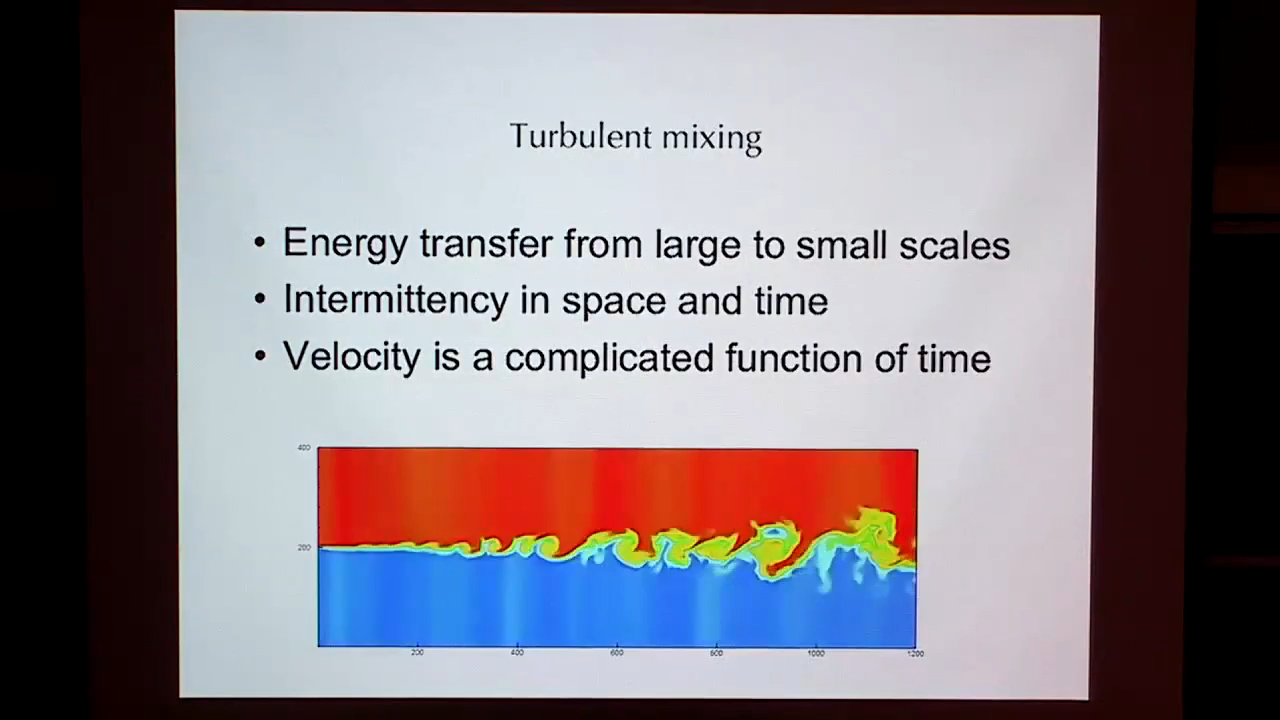 Turbulent mixing
• Energy transfer from large to small scales
• Intermittency in space and time
• Velocity is a complicated function of time
400
200
200 400 600 800 1000 1200